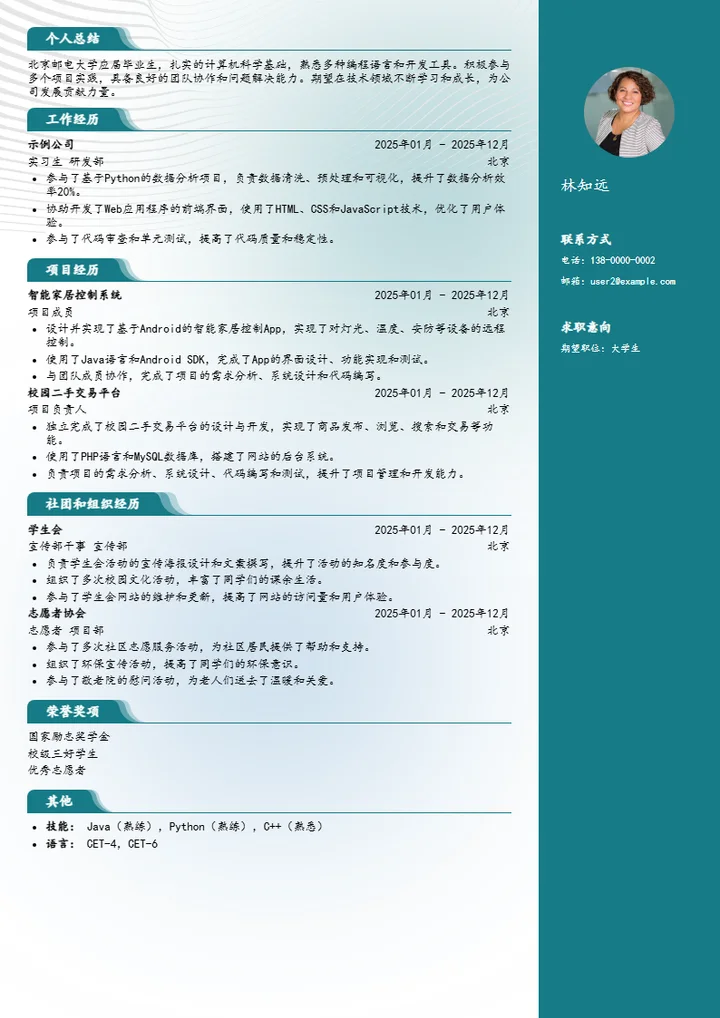 个人总结
北京邮电大学应届毕业生，扎实的计算机科学基础，熟悉多种编程语言和开发工具。积极参与
多个项目实践，具备良好的团队协作和问题解决能力。期望在技术领域不断学习和成长，为公
司发展贡献力量。
工作经历
示例公司 2025年01月 - 2025年12月
实习生 研发部 北京
• 参与了基于Python的数据分析项目，负责数据清洗、预处理和可视化，提升了数据分析效
率20%。
• 协助开发了Web应用程序的前端界面，使用了HTML、CSS和JavaScript技术，优化了用户体
验。
• 参与了代码审查和单元测试，提高了代码质量和稳定性。
项目经历
智能家居控制系统 2025年01月 - 2025年12月
项目成员 北京
• 设计并实现了基于Android的智能家居控制App，实现了对灯光、温度、安防等设备的远程
控制。
• 使用了Java语言和Android SDK，完成了App的界面设计、功能实现和测试。
• 与团队成员协作，完成了项目的需求分析、系统设计和代码编写。
校园二手交易平台 2025年01月 - 2025年12月
项目负责人 北京
• 独立完成了校园二手交易平台的设计与开发，实现了商品发布、浏览、搜索和交易等功
能。
• 使用了PHP语言和MySQL数据库，搭建了网站的后台系统。
• 负责项目的需求分析、系统设计、代码编写和测试，提升了项目管理和开发能力。
社团和组织经历
学生会 2025年01月 - 2025年12月
宣传部干事 宣传部 北京
• 负责学生会活动的宣传海报设计和文案撰写，提升了活动的知名度和参与度。
• 组织了多次校园文化活动，丰富了同学们的课余生活。
• 参与了学生会网站的维护和更新，提高了网站的访问量和用户体验。
志愿者协会 2025年01月 - 2025年12月
志愿者 项目部 北京
• 参与了多次社区志愿服务活动，为社区居民提供了帮助和支持。
• 组织了环保宣传活动，提高了同学们的环保意识。
• 参与了敬老院的慰问活动，为老人们送去了温暖和关爱。
荣誉奖项
国家励志奖学金
校级三好学生
优秀志愿者
其他
• 技能： Java（熟练），Python（熟练），C++（熟悉）
• 语言： CET-4，CET-6
林知远
联系方式
电话：138-0000-0002
邮箱：user2@example.com
求职意向
期望职位：大学生